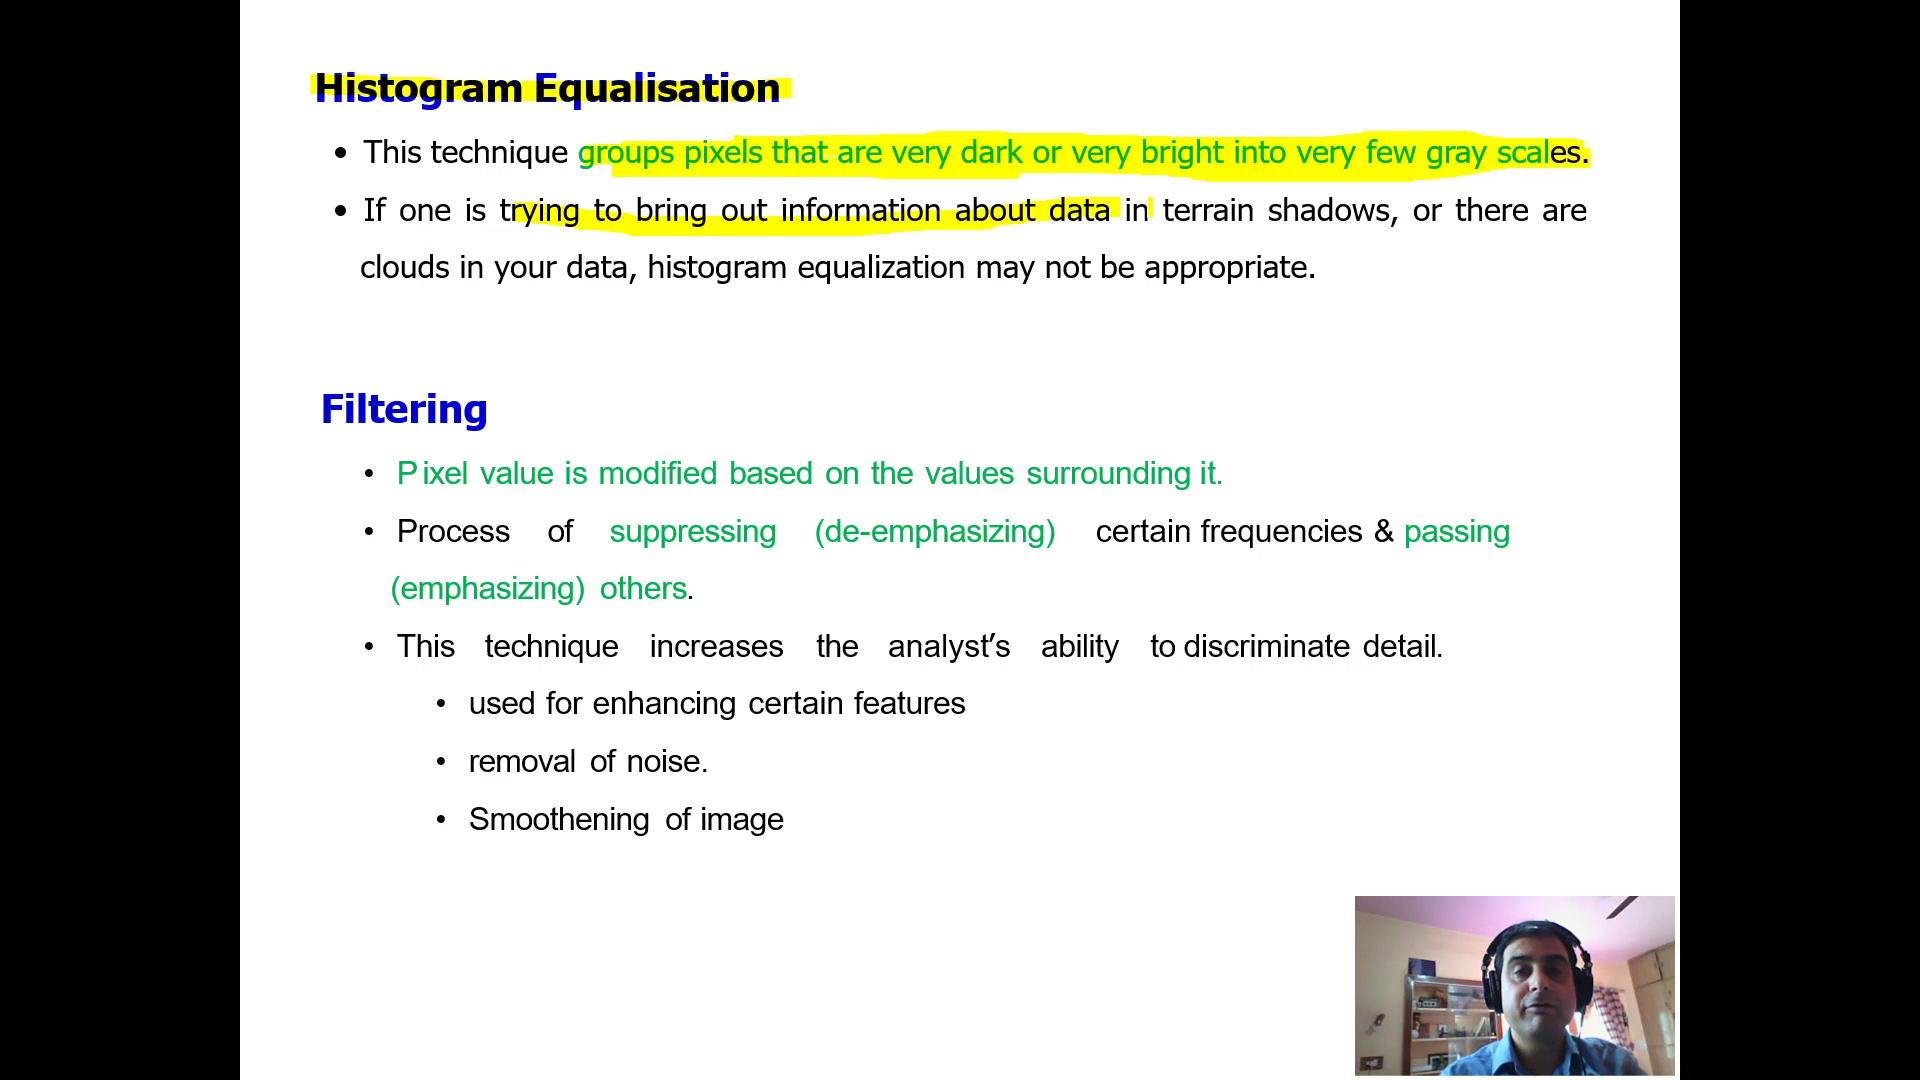 Histogram Equalisation
• This technique groups pixels that are very dark or very bright into very few gray scales.
• If one is trying to bring out information about data in terrain shadows, or there are
clouds in your data, histogram equalization may not be appropriate.
Filtering
• Pixel value is modified based on the values surrounding it.
• Process of suppressing (de-emphasizing) certain frequencies & passing
(emphasizing) others.
• This technique increases the analyst’s ability to discriminate detail.
• used for enhancing certain features
• removal of noise.
• Smoothening of image